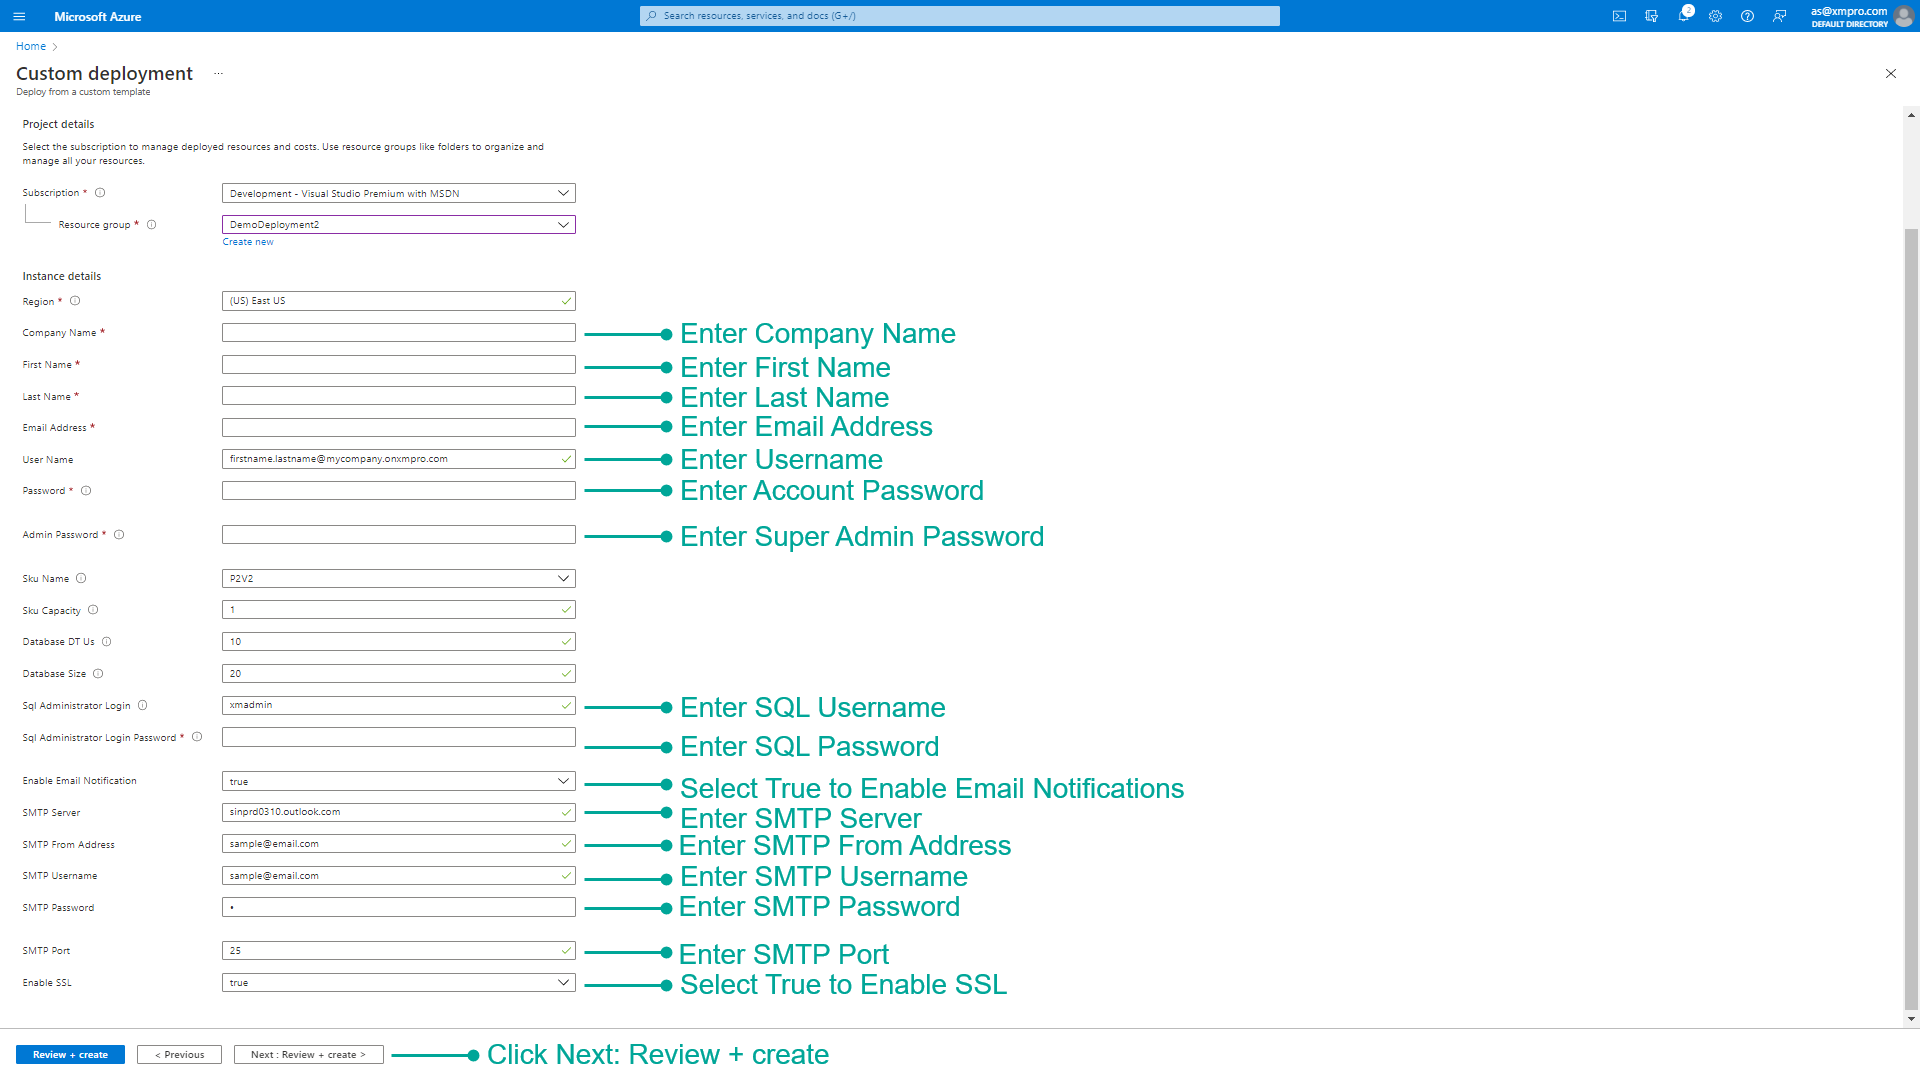 Microsoft Azure
Search resources, services, and docs (G+/)
2
as@xmpro.com
DEFAULT DIRECTORY
Home >
Custom deployment ...
Deploy from a custom template
Project details
Select the subscription to manage deployed resources and costs. Use resource groups like folders to organize and
manage all your resources.
Subscription * Development - Visual Studio Premium with MSDN
Resource group * DemoDeployment2
Create new
Instance details
Region * (US) East US
Company Name * Enter Company Name
First Name * Enter First Name
Last Name * Enter Last Name
Email Address * Enter Email Address
User Name firstname.lastname@mycompany.onxmpro.com Enter Username
Password * Enter Account Password
Admin Password * Enter Super Admin Password
Sku Name P2V2
Sku Capacity 1
Database DT Us 10
Database Size 20
Sql Administrator Login xmadmin Enter SQL Username
Sql Administrator Login Password * Enter SQL Password
Enable Email Notification true Select True to Enable Email Notifications
SMTP Server sinprd0310.outlook.com Enter SMTP Server
SMTP From Address sample@email.com Enter SMTP From Address
SMTP Username sample@email.com Enter SMTP Username
SMTP Password • Enter SMTP Password
SMTP Port 25 Enter SMTP Port
Enable SSL true Select True to Enable SSL
Review + create < Previous Next : Review + create > Click Next: Review + create